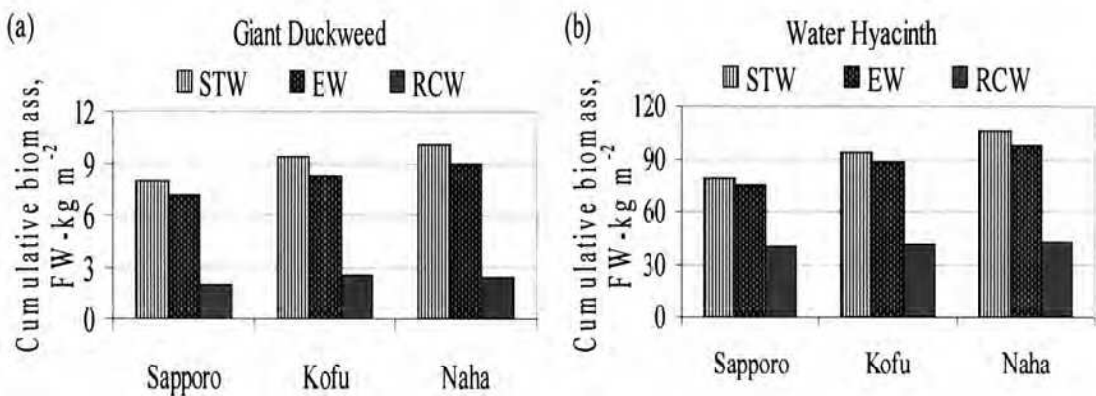 (a)
Giant Duckweed
STW EW RCW
Cumulative biomass,
FW-kg m-2
12
9
6
3
0
Sapporo Kofu Naha
(b)
Water Hyacinth
STW EW RCW
Cumulative biomass,
FW-kg m-2
120
90
60
30
0
Sapporo Kofu Naha